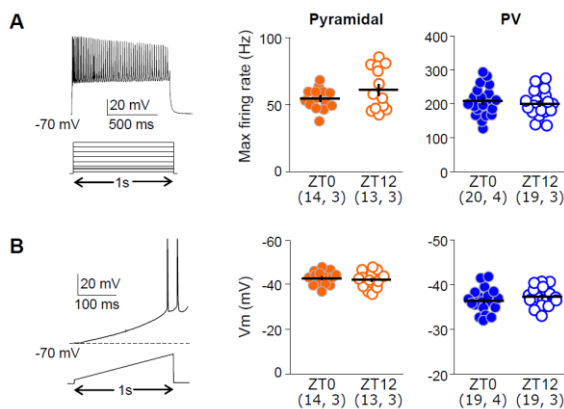 A
Pyramidal
PV
20 mV
500 ms
-70 mV
1s
Max firing rate (Hz)
100
50
0
ZT0
(14, 3)
ZT12
(13, 3)
400
300
200
100
0
ZT0
(20, 4)
ZT12
(19, 3)
B
20 mV
100 ms
-70 mV
1s
Vm (mV)
-60
-40
-20
0
ZT0
(14, 3)
ZT12
(13, 3)
-50
-40
-30
-20
ZT0
(19, 4)
ZT12
(19, 3)